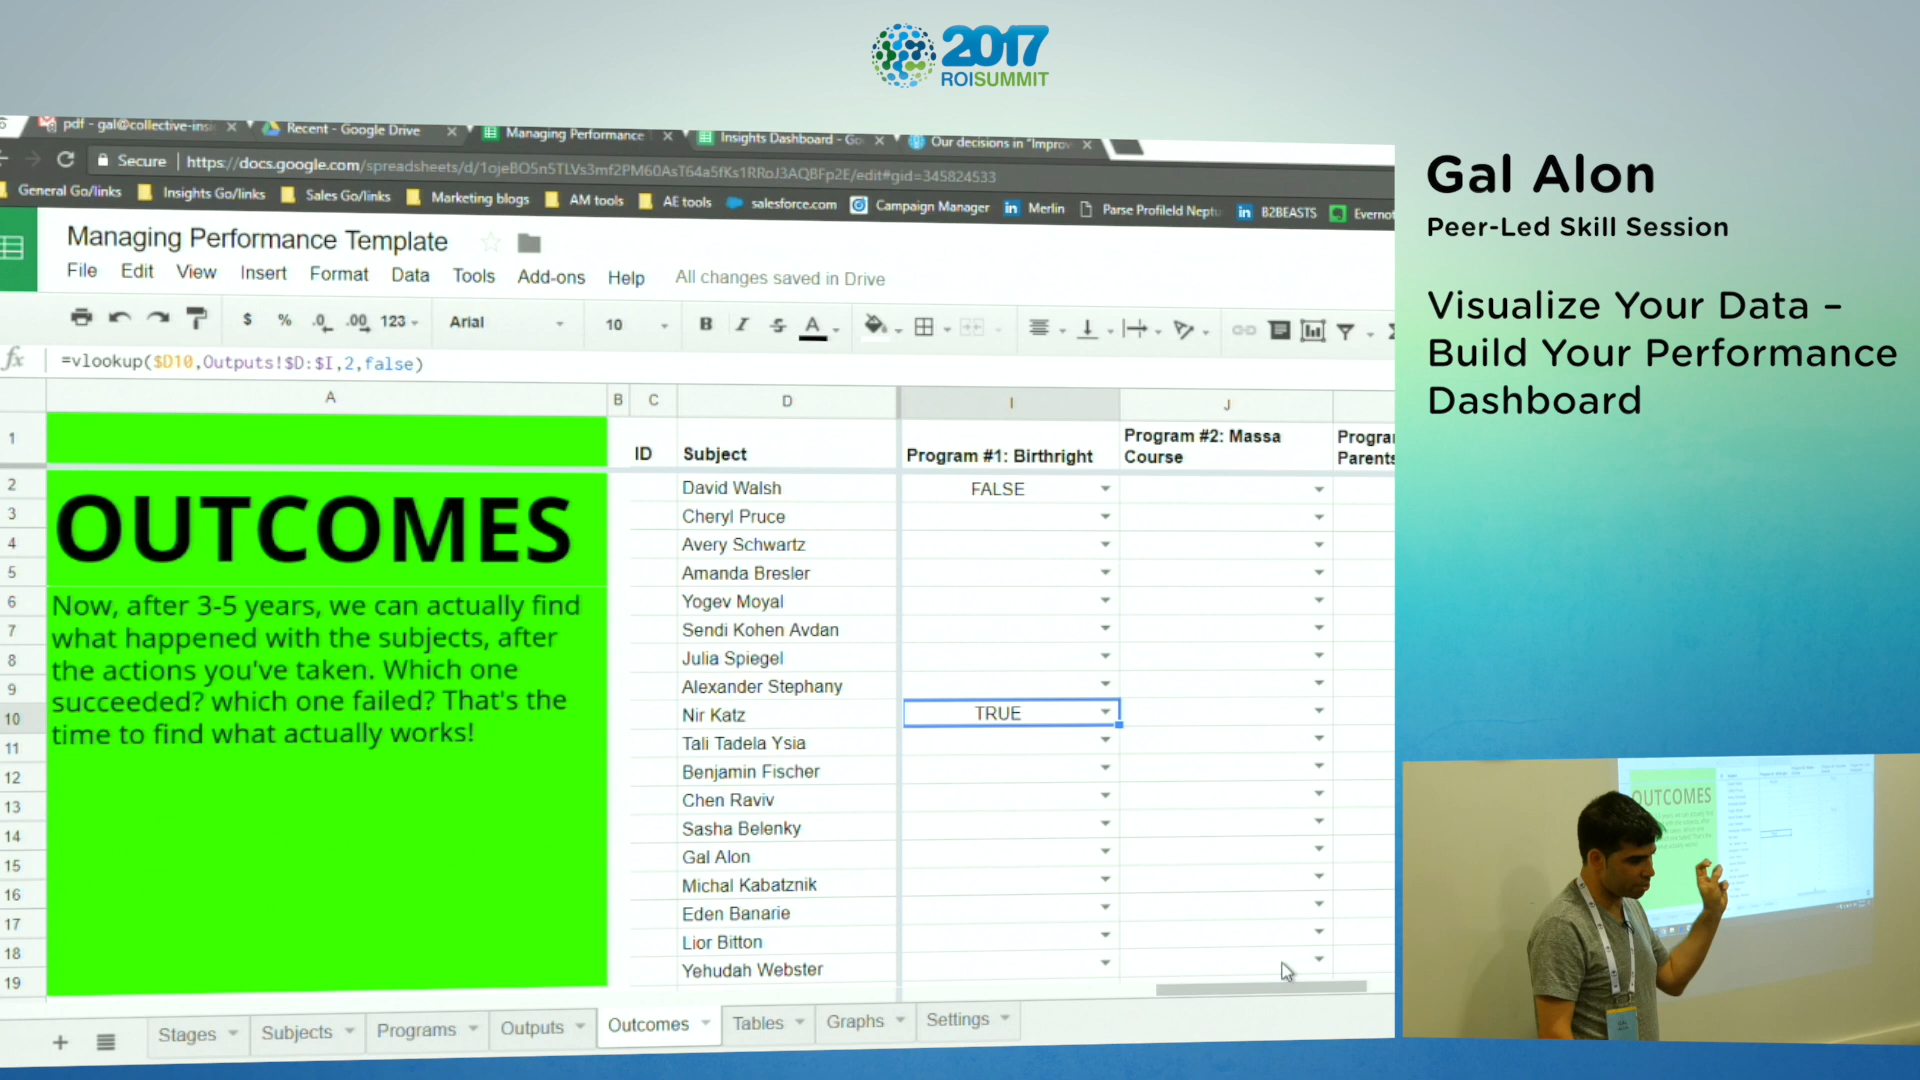 2017
ROISUMMIT
pdf - gal@collective-insi
Recent - Google Drive
Managing Performance
Insights Dashboard - Go
Our decisions in "Improv
Secure
https://docs.google.com/spreadsheets/d/1ojeBO5n5TLVs3mf2PM60AsT64a5fKs1RRoJ3AQBFp2E/edit#gid=345824533
General Go/links
Insights Go/links
Sales Go/links
Marketing blogs
AM tools
AE tools
salesforce.com
Campaign Manager
Merlin
Parse ProfileId Neptu
B2BEASTS
Everno
Managing Performance Template
File Edit View Insert Format Data Tools Add-ons Help All changes saved in Drive
$ % .0 .00 123 Arial 10 B I S A
fx =vlookup($D10,Outputs!$D:$I,2,false)
A B C D I J
1 ID Subject Program #1: Birthright Program #2: Massa Course Progra Parents
2 David Walsh FALSE
3 Cheryl Pruce
4 Avery Schwartz
5 Amanda Bresler
6 Yogev Moyal
7 Sendi Kohen Avdan
8 Julia Spiegel
9 Alexander Stephany
10 Nir Katz TRUE
11 Tali Tadela Ysia
12 Benjamin Fischer
13 Chen Raviv
14 Sasha Belenky
15 Gal Alon
16 Michal Kabatznik
17 Eden Banarie
18 Lior Bitton
19 Yehudah Webster
OUTCOMES
Now, after 3-5 years, we can actually find
what happened with the subjects, after
the actions you've taken. Which one
succeeded? which one failed? That's the
time to find what actually works!
Stages Subjects Programs Outputs Outcomes Tables Graphs Settings
Gal Alon
Peer-Led Skill Session
Visualize Your Data –
Build Your Performance
Dashboard
OUTCOMES